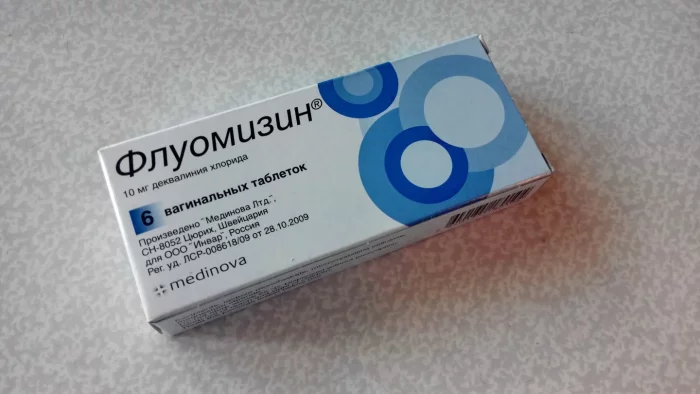 Флуомизин®
10 мг деквалиния хлорида
6 вагинальных таблеток
Произведено "Мединова Лтд.",
CH-8052 Цюрих, Швейцария
для ООО "Инвар", Россия
Рег. уд. ЛСР-008618/09 от 28.10.2009
medinova